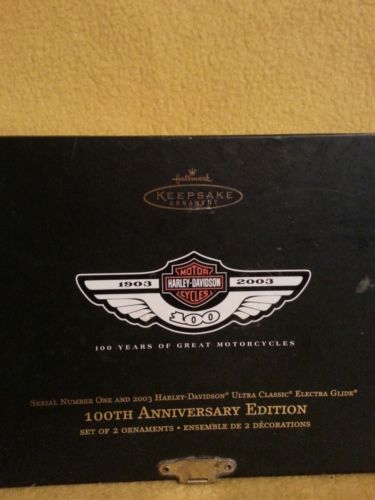 Hallmark
KEEPSAKE
ORNAMENT
1903 MOTOR 2003
HARLEY-DAVIDSON
CYCLES
100
100 YEARS OF GREAT MOTORCYCLES
SERIAL NUMBER ONE AND 2003 HARLEY-DAVIDSON® ULTRA CLASSIC® ELECTRA GLIDE®
100TH ANNIVERSARY EDITION
SET OF 2 ORNAMENTS • ENSEMBLE DE 2 DÉCORATIONS